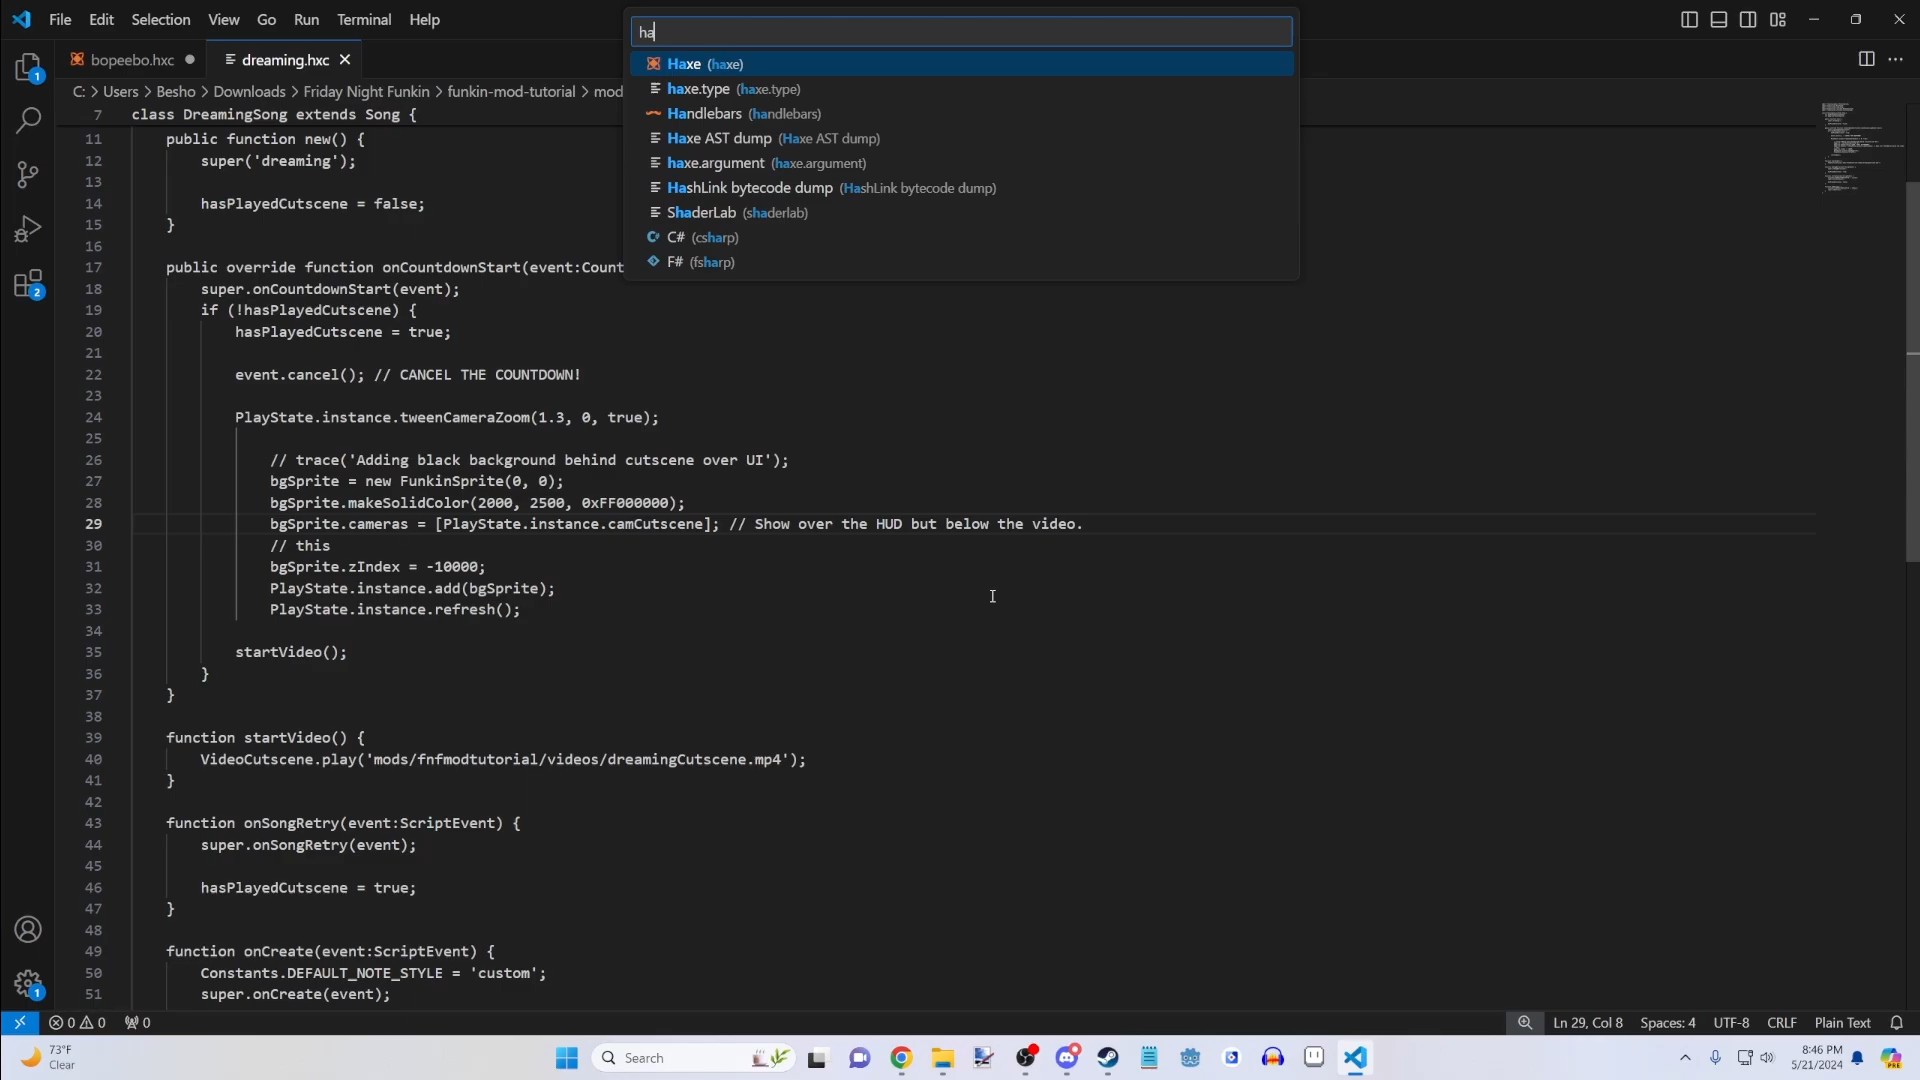 File Edit Selection View Go Run Terminal Help
ha
bopeebo.hxc dreaming.hxc
Haxe (haxe)
haxe.type (haxe.type)
Handlebars (handlebars)
Haxe AST dump (Haxe AST dump)
haxe.argument (haxe.argument)
HashLink bytecode dump (HashLink bytecode dump)
ShaderLab (shaderlab)
C# (csharp)
F# (fsharp)
C: > Users > Besho > Downloads > Friday Night Funkin > funkin-mod-tutorial > mod
7 class DreamingSong extends Song {
11 public function new() {
12 super('dreaming');
13
14 hasPlayedCutscene = false;
15 }
16
17 public override function onCountdownStart(event:Count
18 super.onCountdownStart(event);
19 if (!hasPlayedCutscene) {
20 hasPlayedCutscene = true;
21
22 event.cancel(); // CANCEL THE COUNTDOWN!
23
24 PlayState.instance.tweenCameraZoom(1.3, 0, true);
25
26 // trace('Adding black background behind cutscene over UI');
27 bgSprite = new FunkinSprite(0, 0);
28 bgSprite.makeSolidColor(2000, 2500, 0xFF000000);
29 bgSprite.cameras = [PlayState.instance.camCutscene]; // Show over the HUD but below the video.
30 // this
31 bgSprite.zIndex = -10000;
32 PlayState.instance.add(bgSprite);
33 PlayState.instance.refresh();
34
35 startVideo();
36 }
37 }
38
39 function startVideo() {
40 VideoCutscene.play('mods/fnfmodtutorial/videos/dreamingCutscene.mp4');
41 }
42
43 function onSongRetry(event:ScriptEvent) {
44 super.onSongRetry(event);
45
46 hasPlayedCutscene = true;
47 }
48
49 function onCreate(event:ScriptEvent) {
50 Constants.DEFAULT_NOTE_STYLE = 'custom';
51 super.onCreate(event);
1
2
1
0 0 0 Ln 29, Col 8 Spaces: 4 UTF-8 CRLF Plain Text
73°F
Clear
Search
PRE
8:46 PM
5/21/2024